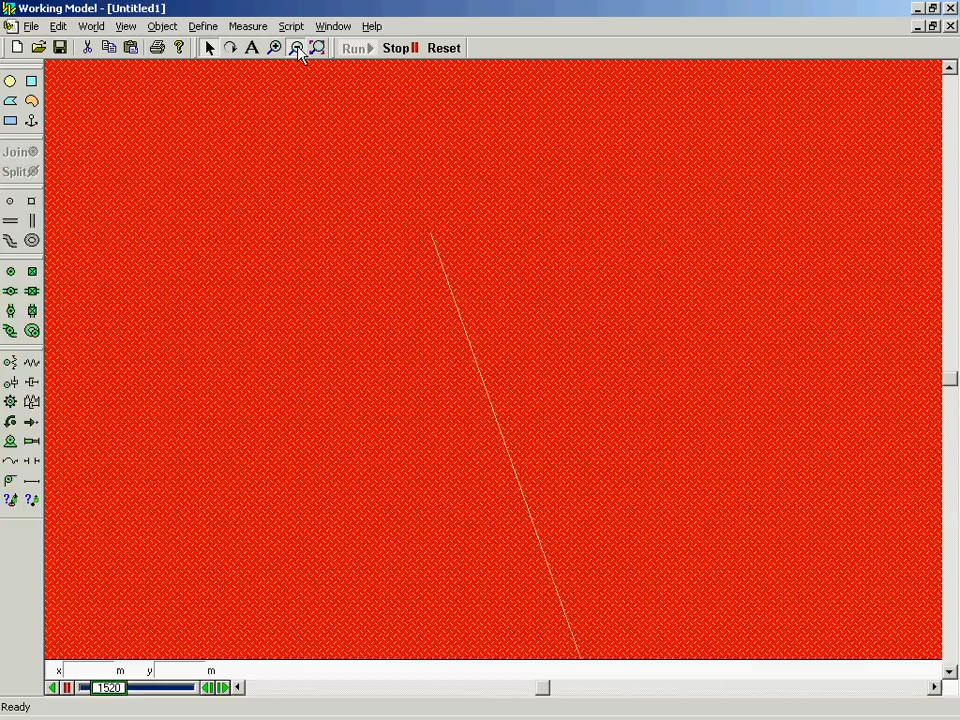 Working Model - [Untitled1]
File Edit World View Object Define Measure Script Window Help
A Run Stop Reset
Join
Split
x m y m
1520
Ready